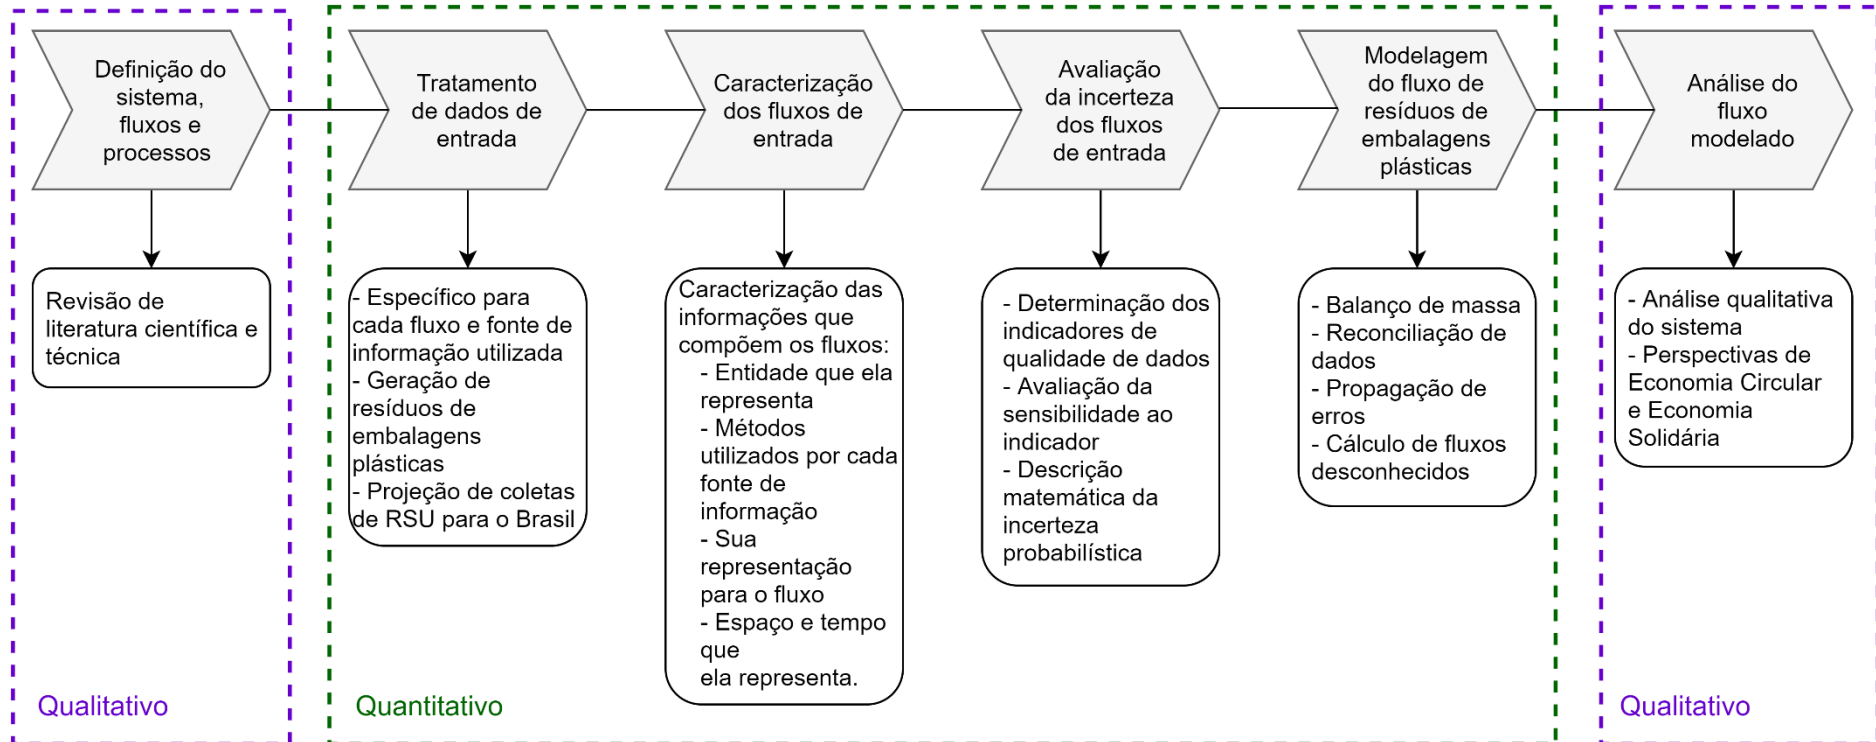 Definição do
sistema,
fluxos e
processos
Tratamento
de dados de
entrada
Caracterização
dos fluxos de
entrada
Avaliação
da incerteza
dos fluxos
de entrada
Modelagem
do fluxo de
resíduos de
embalagens
plásticas
Análise do
fluxo
modelado
Revisão de
literatura científica e
técnica
- Específico para
cada fluxo e fonte de
informação utilizada
- Geração de
resíduos de
embalagens
plásticas
- Projeção de coletas
de RSU para o Brasil
Caracterização das
informações que
compõem os fluxos:
- Entidade que ela
representa
- Métodos
utilizados por cada
fonte de
informação
- Sua
representação
para o fluxo
- Espaço e tempo
que
ela representa.
- Determinação dos
indicadores de
qualidade de dados
- Avaliação da
sensibilidade ao
indicador
- Descrição
matemática da
incerteza
probabilística
- Balanço de massa
- Reconciliação de
dados
- Propagação de
erros
- Cálculo de fluxos
desconhecidos
- Análise qualitativa
do sistema
- Perspectivas de
Economia Circular
e Economia
Solidária
Qualitativo
Quantitativo
Qualitativo